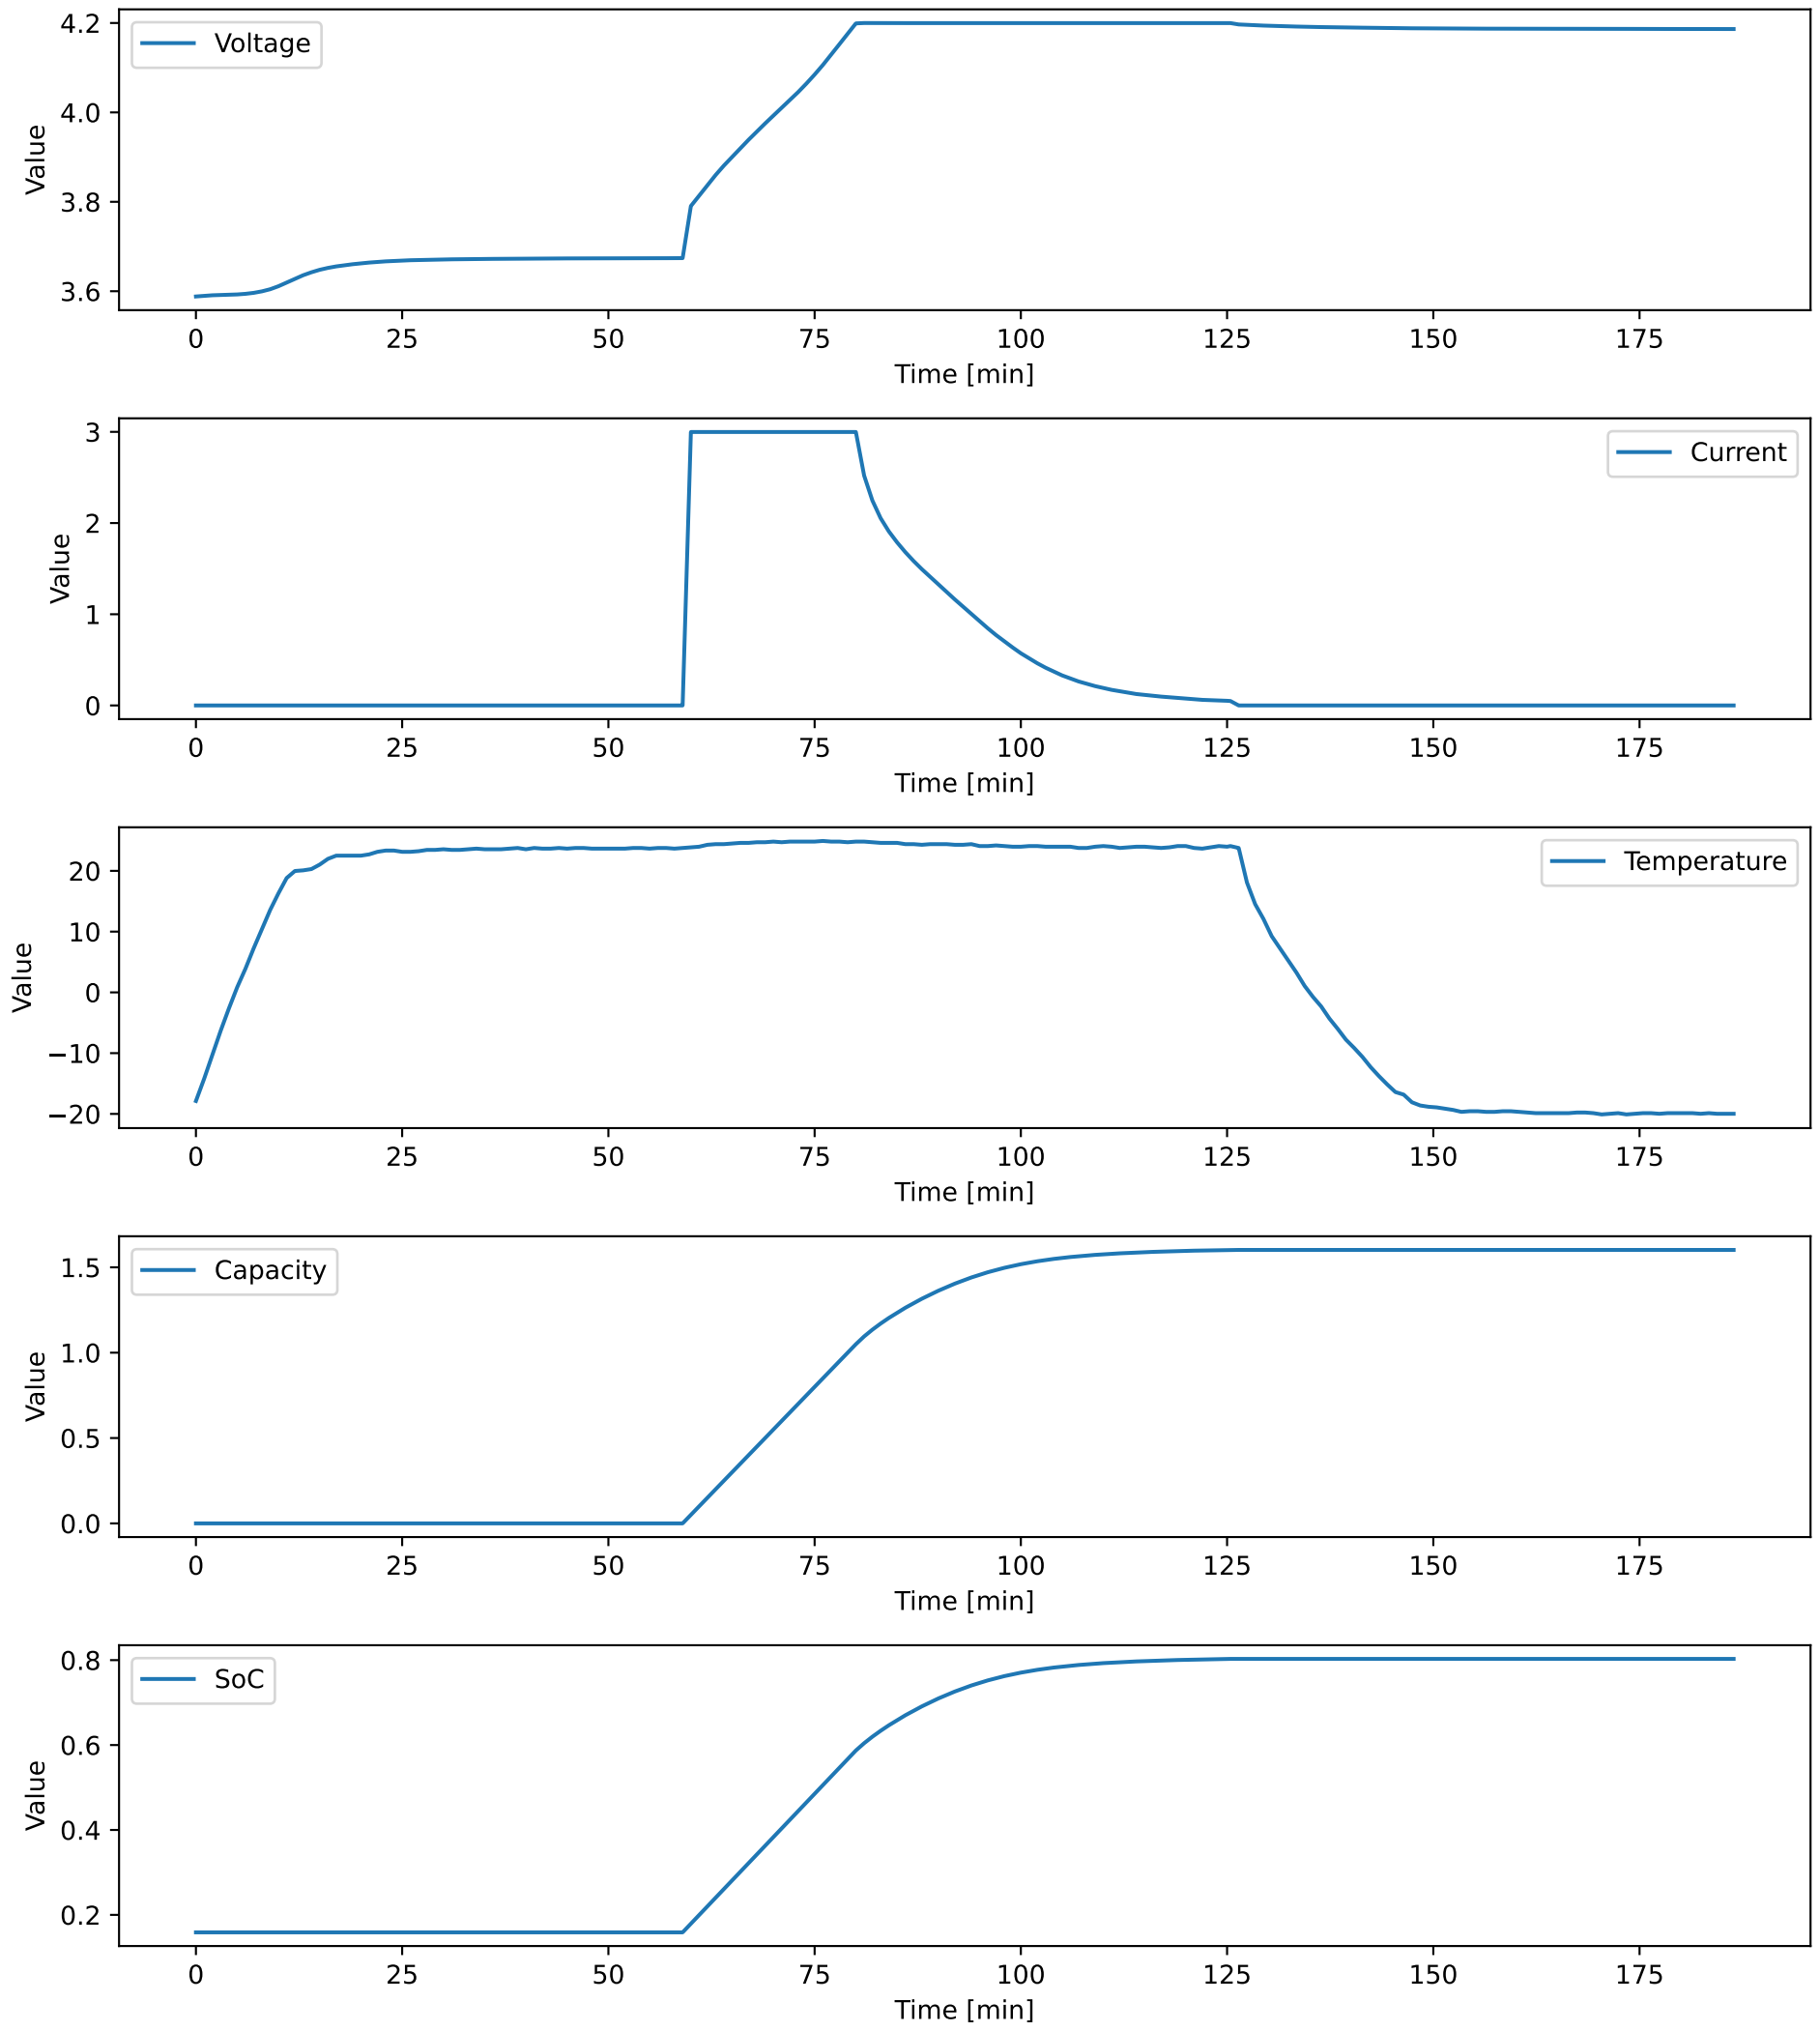 4.2
4.0
3.8
3.6
Value
Voltage
0 25 50 75 100 125 150 175
Time [min]
3
2
1
0
Value
Current
0 25 50 75 100 125 150 175
Time [min]
20
10
0
−10
−20
Value
Temperature
0 25 50 75 100 125 150 175
Time [min]
1.5
1.0
0.5
0.0
Value
Capacity
0 25 50 75 100 125 150 175
Time [min]
0.8
0.6
0.4
0.2
Value
SoC
0 25 50 75 100 125 150 175
Time [min]